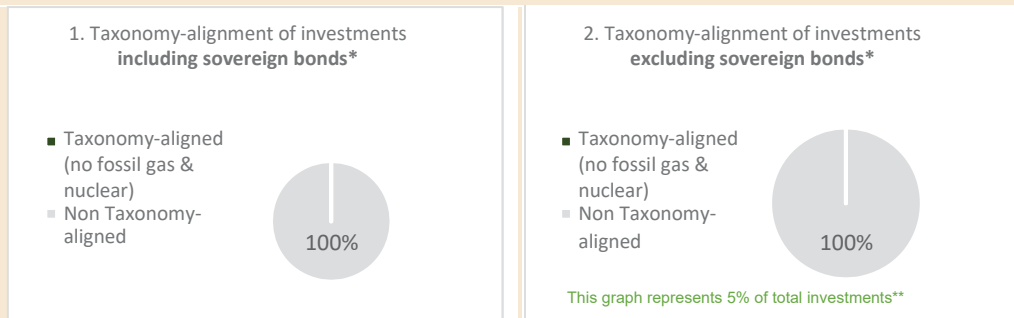 1. Taxonomy-alignment of investments
including sovereign bonds*
Taxonomy-aligned
(no fossil gas &
nuclear)
Non Taxonomy-
aligned
100%
2. Taxonomy-alignment of investments
excluding sovereign bonds*
Taxonomy-aligned
(no fossil gas &
nuclear)
Non Taxonomy-
aligned
100%
This graph represents 5% of total investments**